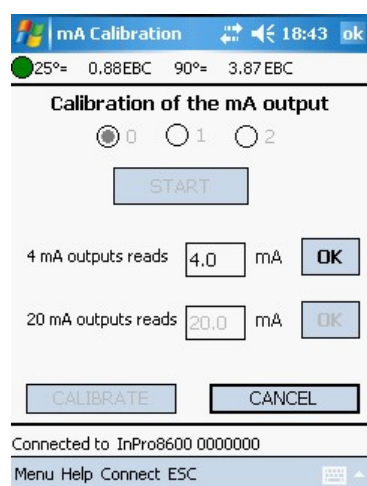 mA Calibration 18:43 ok
25°= 0.88EBC 90°= 3.87 EBC
Calibration of the mA output
0 1 2
START
4 mA outputs reads 4.0 mA OK
20 mA outputs reads 20.0 mA OK
CALIBRATE CANCEL
Connected to InPro8600 0000000
Menu Help Connect ESC